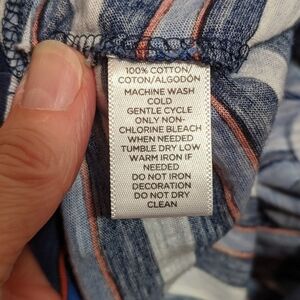 100% COTTON/
COTON/ALGODÓN
MACHINE WASH
COLD
GENTLE CYCLE
ONLY NON-
CHLORINE BLEACH
WHEN NEEDED
TUMBLE DRY LOW
WARM IRON IF
NEEDED
DO NOT IRON
DECORATION
DO NOT DRY
CLEAN